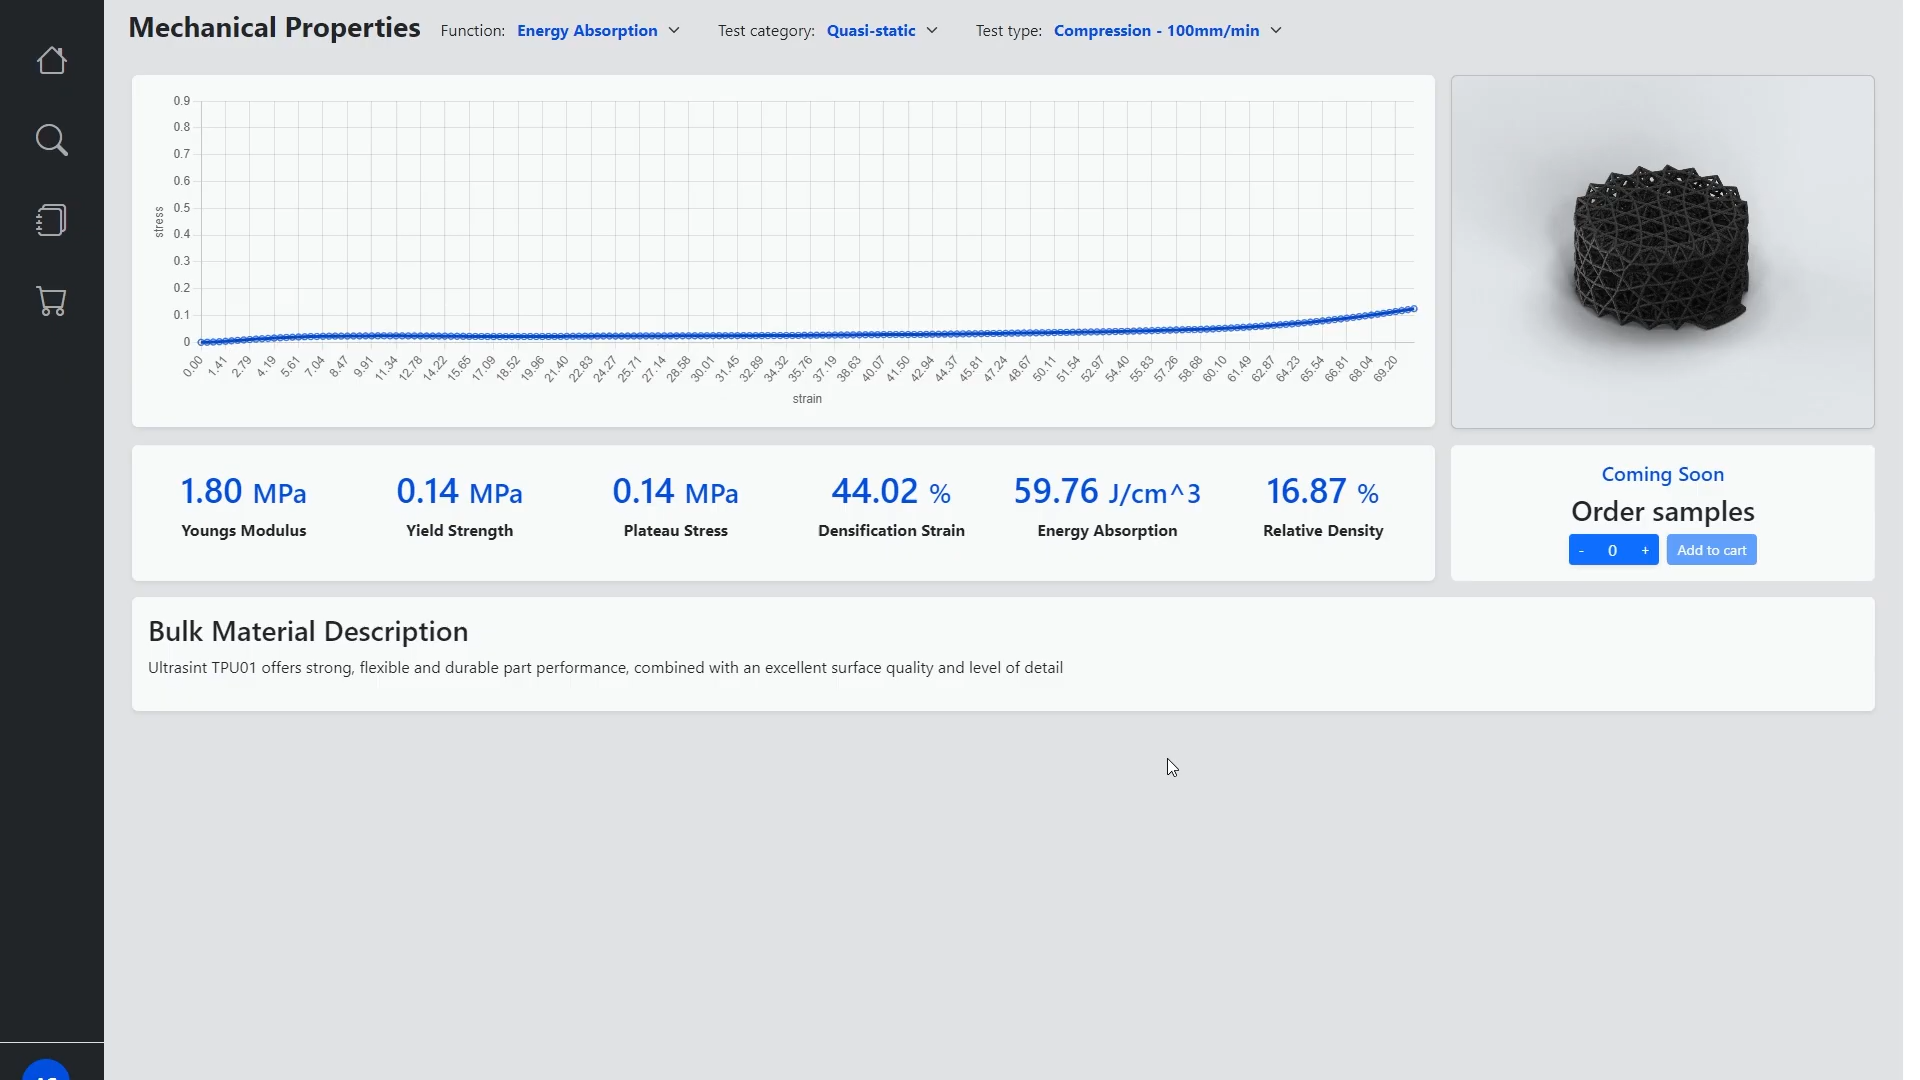 Mechanical Properties Function: Energy Absorption Test category: Quasi-static Test type: Compression - 100mm/min
0.9
0.8
0.7
0.6
0.5
0.4
0.3
0.2
0.1
0
stress
0.00 1.41 2.79 4.19 5.61 7.04 8.47 9.91 11.34 12.78 14.22 15.65 17.09 18.52 19.96 21.40 22.83 24.27 25.71 27.14 28.58 30.01 31.45 32.89 34.32 35.76 37.19 38.63 40.07 41.50 42.94 44.37 45.81 47.24 48.67 50.11 51.54 52.97 54.40 55.83 57.26 58.68 60.10 61.49 62.87 64.23 65.54 66.81 68.04 69.20
strain
1.80 MPa
Youngs Modulus
0.14 MPa
Yield Strength
0.14 MPa
Plateau Stress
44.02 %
Densification Strain
59.76 J/cm^3
Energy Absorption
16.87 %
Relative Density
Coming Soon
Order samples
- 0 + Add to cart
Bulk Material Description
Ultrasint TPU01 offers strong, flexible and durable part performance, combined with an excellent surface quality and level of detail